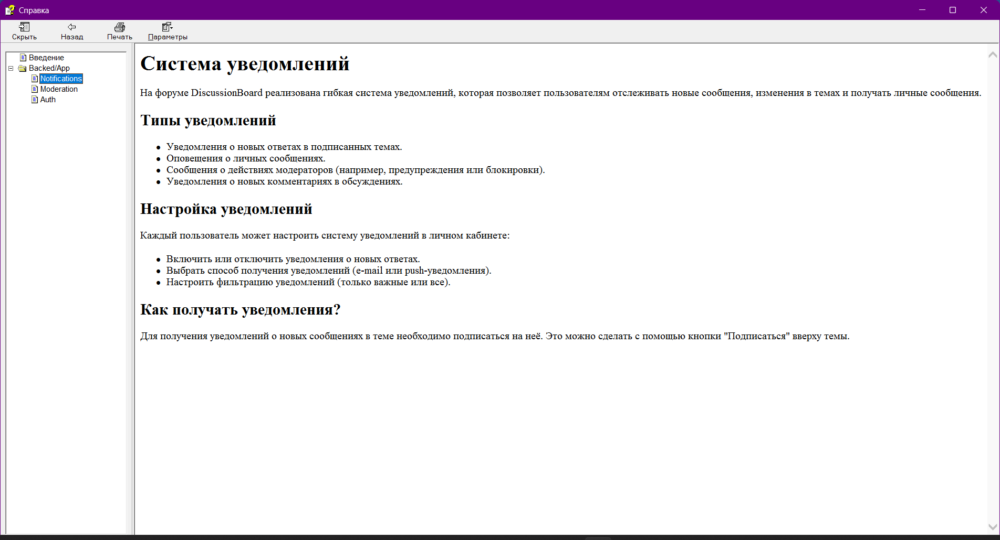 Справка
Скрыть
Назад
Печать
Параметры
Введение
Backed/App
Notifications
Moderation
Auth
Система уведомлений
На форуме DiscussionBoard реализована гибкая система уведомлений, которая позволяет пользователям отслеживать новые сообщения, изменения в темах и получать личные сообщения.
Типы уведомлений
• Уведомления о новых ответах в подписанных темах.
• Оповещения о личных сообщениях.
• Сообщения о действиях модераторов (например, предупреждения или блокировки).
• Уведомления о новых комментариях в обсуждениях.
Настройка уведомлений
Каждый пользователь может настроить систему уведомлений в личном кабинете:
• Включить или отключить уведомления о новых ответах.
• Выбрать способ получения уведомлений (e-mail или push-уведомления).
• Настроить фильтрацию уведомлений (только важные или все).
Как получать уведомления?
Для получения уведомлений о новых сообщениях в теме необходимо подписаться на неё. Это можно сделать с помощью кнопки "Подписаться" вверху темы.